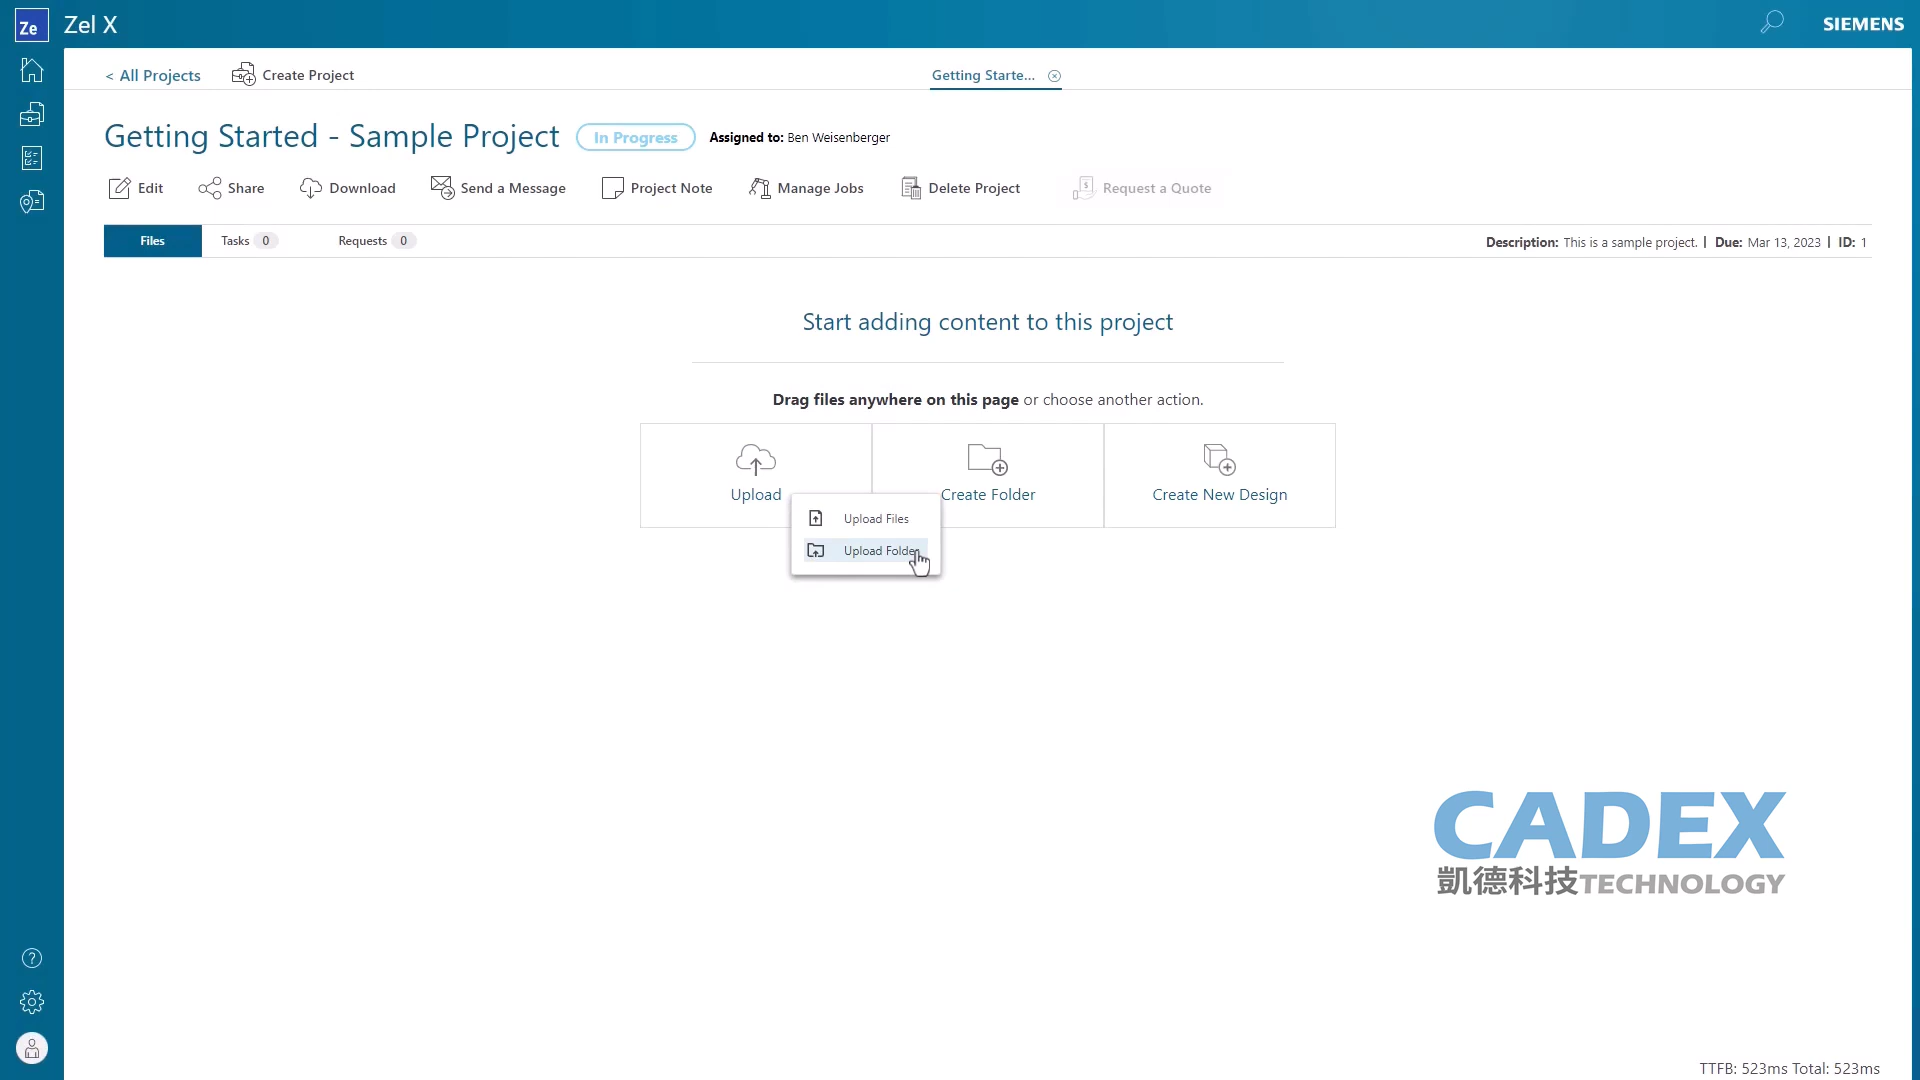 Ze Zel X
SIEMENS
< All Projects Create Project Getting Starte...
Getting Started - Sample Project In Progress Assigned to: Ben Weisenberger
Edit Share Download Send a Message Project Note Manage Jobs Delete Project Request a Quote
Files Tasks 0 Requests 0 Description: This is a sample project. | Due: Mar 13, 2023 | ID: 1
Start adding content to this project
Drag files anywhere on this page or choose another action.
Upload Create Folder Create New Design
Upload Files
Upload Folder
CADEX
凱德科技TECHNOLOGY
TTFB: 523ms Total: 523ms